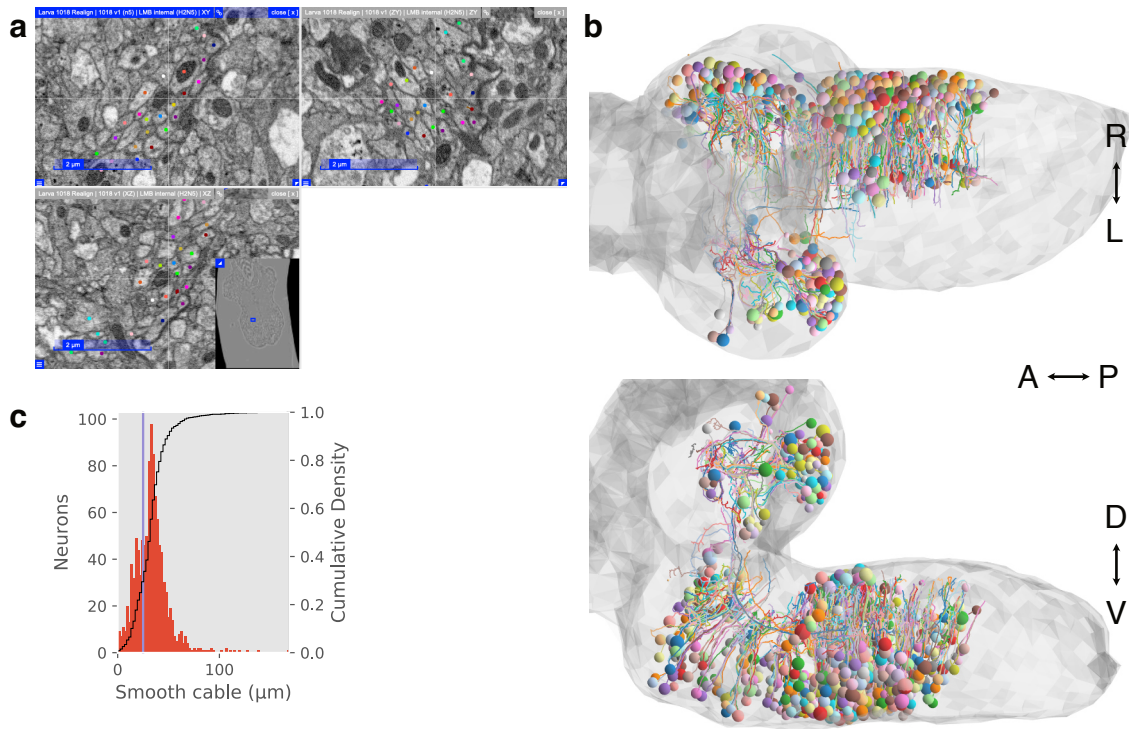 a
Larva 1018 Realign | 1018 v1 (n5) | LMB internal (H2N5) | XY
close [ x ]
Larva 1018 Realign | 1018 v1 (ZY) | LMB internal (H2N5) | ZY
close [ x ]
2 µm
2 µm
Larva 1018 Realign | 1018 v1 (XZ) | LMB internal (H2N5) | XZ
close [ x ]
2 µm
b
R
L
A
P
D
V
c
100
80
60
40
20
0
Neurons
1.0
0.8
0.6
0.4
0.2
0.0
Cumulative Density
0
100
Smooth cable (µm)